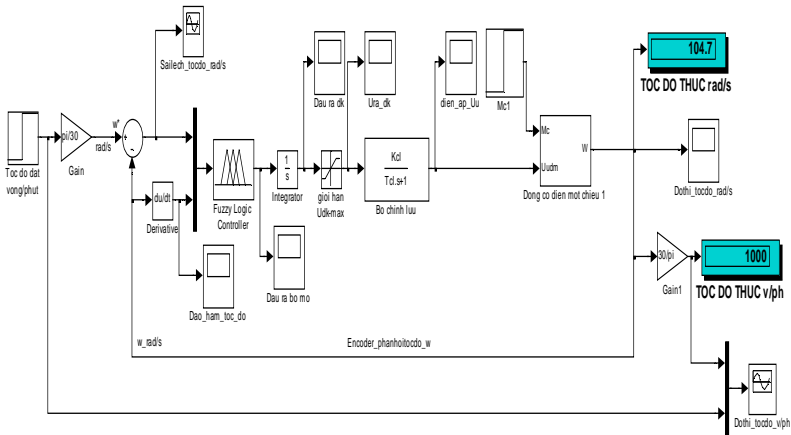 Sailech_tocdo_rad/s
Dau ra dk
Ura_dk
dien_ap_Uu
Mc1
104.7
TOC DO THUC rad/s
Toc do dat
vong/phut
pi/30
Gain
w*
rad/s
+
-
du/dt
Derivative
Fuzzy Logic
Controller
1
s
Integrator
gioi han
Udk-max
Kcl
Tcl.s+1
Bo chinh luu
Mc
Uudm
W
Dong co dien mot chieu 1
Dothi_tocdo_rad/s
Dao_ham_toc_do
Dau ra bo mo
30/pi
Gain1
1000
TOC DO THUC v/ph
w_rad/s
Encoder_phanhoitocdo_w
Dothi_tocdo_v/ph